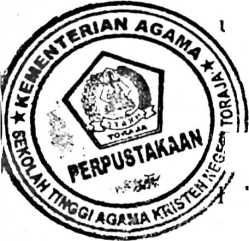 KEMENTERIAN AGAMA
TORAJA
PERPUSTAKAAN
SEKOLAH TINGGI AGAMA KRISTEN NEGERI TORAJA